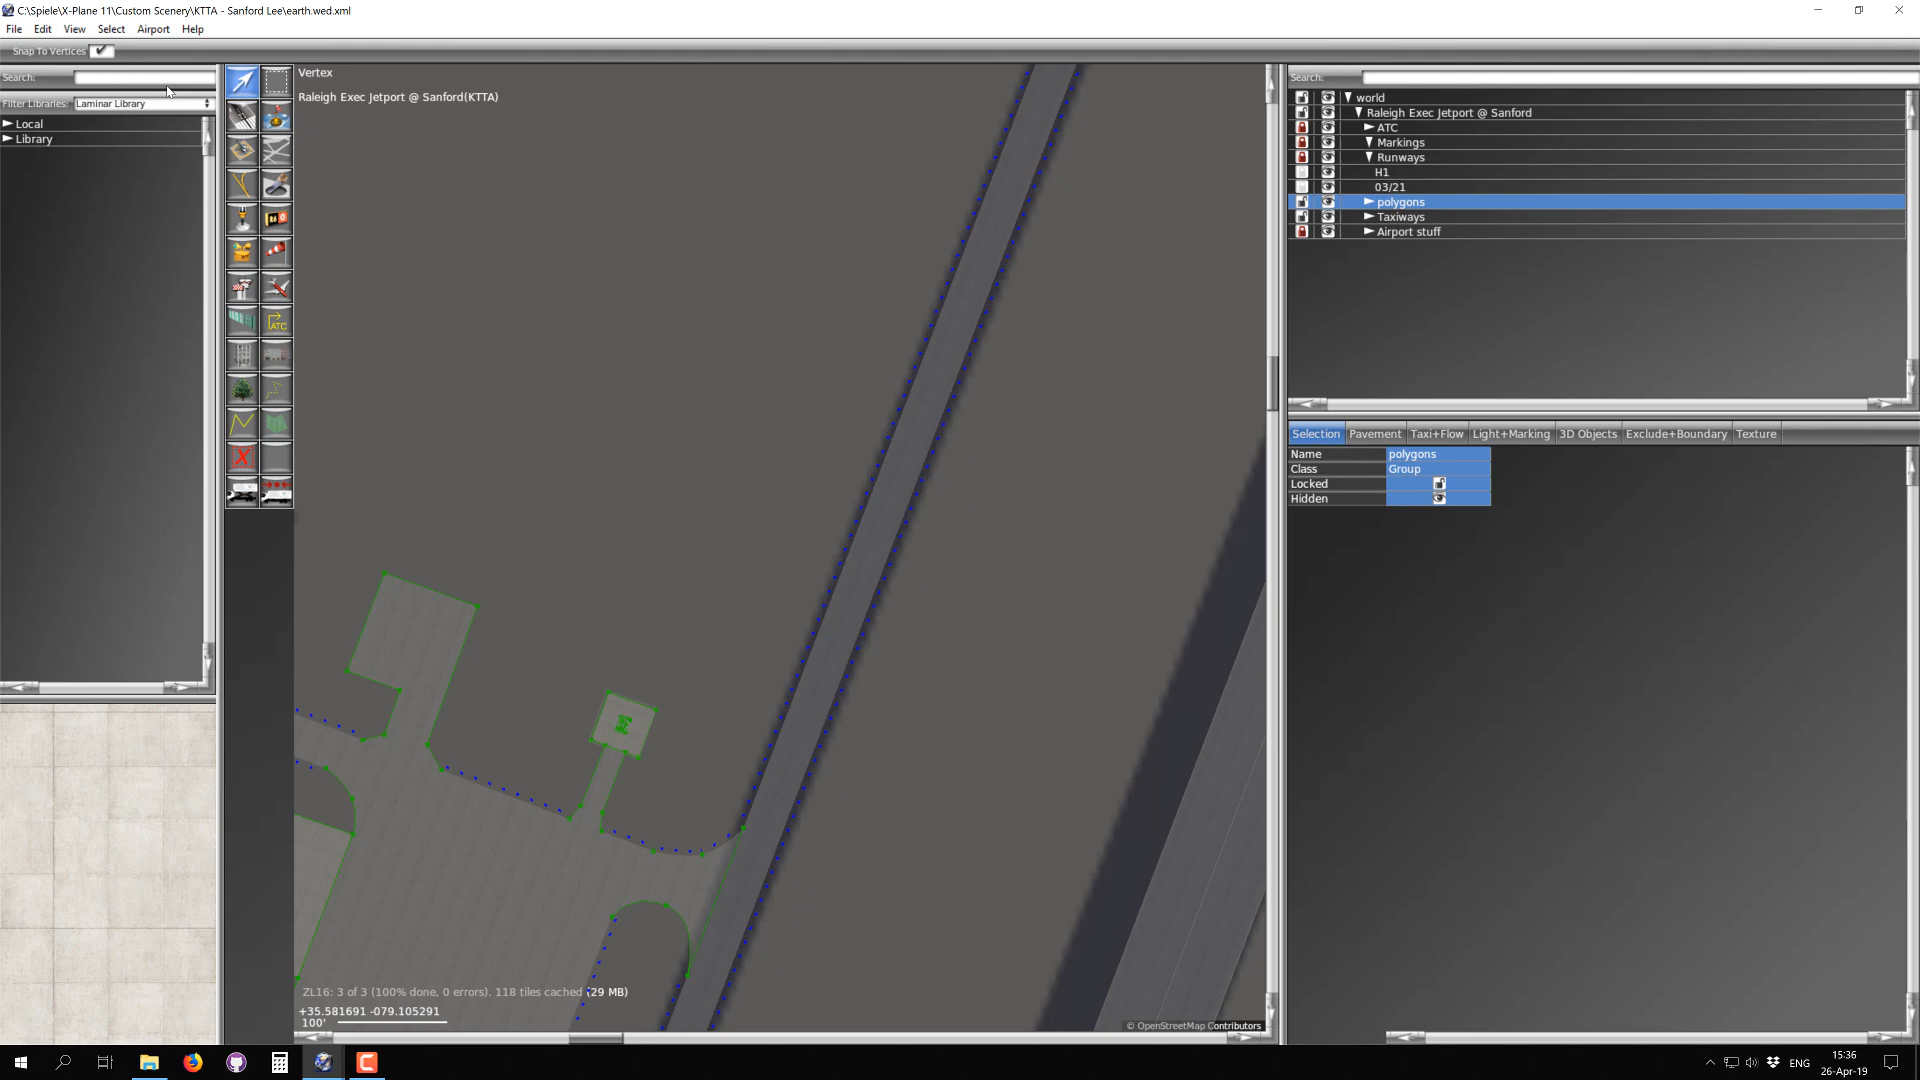 C:\Spiele\X-Plane 11\Custom Scenery\KTTA - Sanford Lee\earth.wed.xml
File Edit View Select Airport Help
Snap To Vertices
Search:
Filter Libraries: Laminar Library
Local
Library
ATC
Vertex
Raleigh Exec Jetport @ Sanford(KTTA)
ZL16: 3 of 3 (100% done, 0 errors). 118 tiles cached (29 MB)
+35.581691 -079.105291
100'
© OpenStreetMap Contributors
Search:
world
Raleigh Exec Jetport @ Sanford
ATC
Markings
Runways
H1
03/21
polygons
Taxiways
Airport stuff
Selection Pavement Taxi+Flow Light+Marking 3D Objects Exclude+Boundary Texture
Name polygons
Class Group
Locked
Hidden
ENG
15:36
26-Apr-19